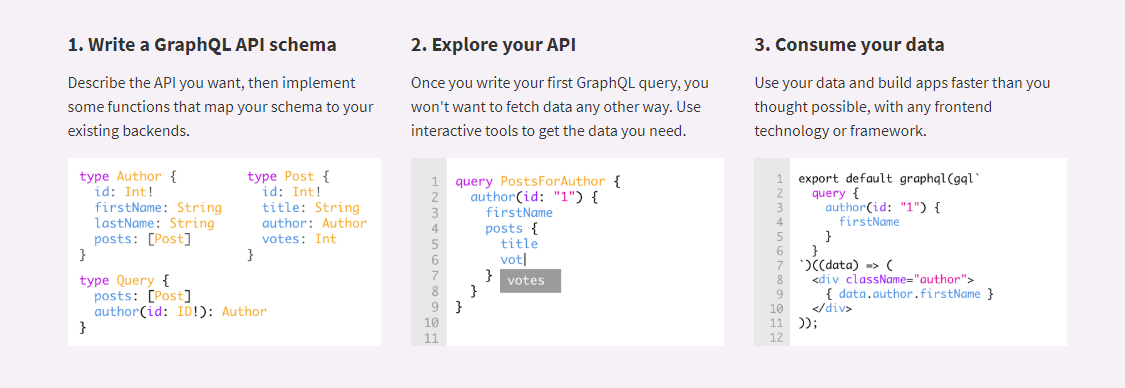 1. Write a GraphQL API schema
Describe the API you want, then implement
some functions that map your schema to your
existing backends.
type Author {
id: Int!
firstName: String
lastName: String
posts: [Post]
}
type Post {
id: Int!
title: String
author: Author
votes: Int
}
type Query {
posts: [Post]
author(id: ID!): Author
}
2. Explore your API
Once you write your first GraphQL query, you
won't want to fetch data any other way. Use
interactive tools to get the data you need.
1 query PostsForAuthor {
2 author(id: "1") {
3 firstName
4 posts {
5 title
6 vot
7 } votes
8 }
9 }
10
11
3. Consume your data
Use your data and build apps faster than you
thought possible, with any frontend
technology or framework.
1 export default graphql(gql`
2 query {
3 author(id: "1") {
4 firstName
5 }
6 }
7 `)((data) => (
8 <div className="author">
9 { data.author.firstName }
10 </div>
11 ));
12